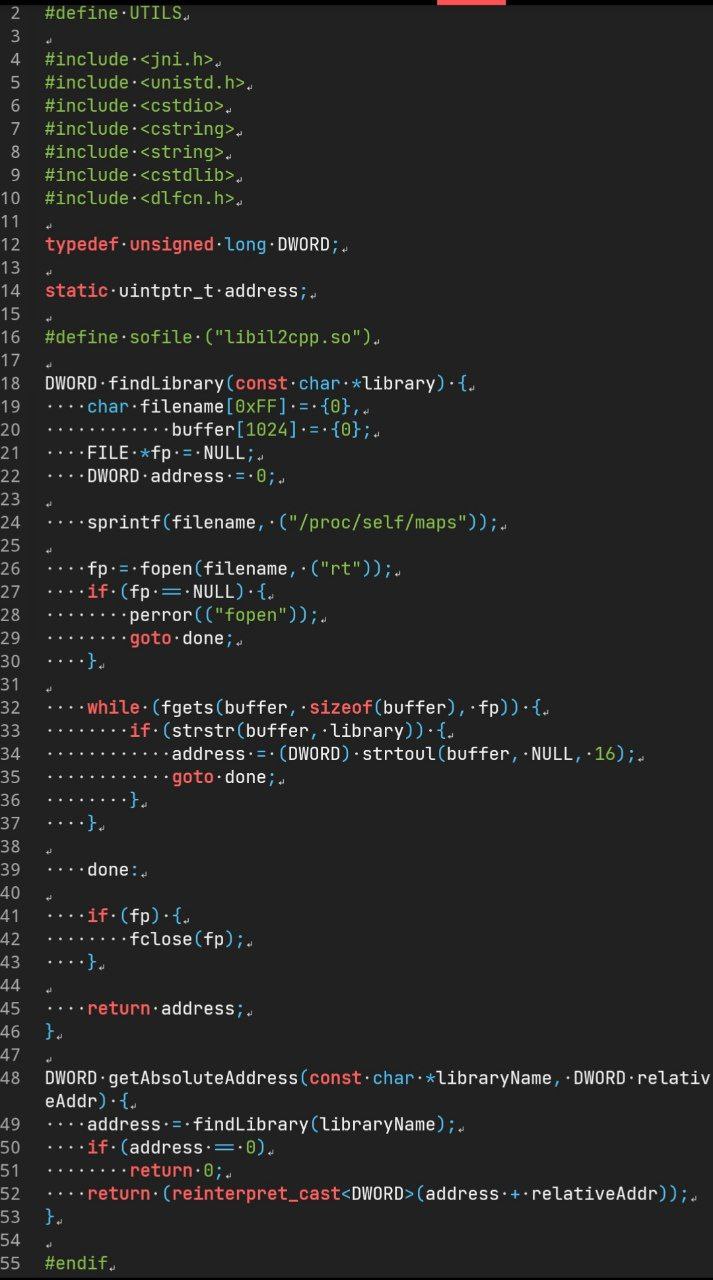 2 #define UTILS
3
4 #include <jni.h>
5 #include <unistd.h>
6 #include <cstdio>
7 #include <cstring>
8 #include <string>
9 #include <cstdlib>
10 #include <dlfcn.h>
11
12 typedef unsigned long DWORD;
13
14 static uintptr_t address;
15
16 #define sofile ("libil2cpp.so")
17
18 DWORD findLibrary(const char *library) {
19     char filename[0xFF] = {0},
20             buffer[1024] = {0};
21     FILE *fp = NULL;
22     DWORD address = 0;
23
24     sprintf(filename, ("/proc/self/maps"));
25
26     fp = fopen(filename, ("rt"));
27     if (fp == NULL) {
28         perror(("fopen"));
29         goto done;
30     }
31
32     while (fgets(buffer, sizeof(buffer), fp)) {
33         if (strstr(buffer, library)) {
34             address = (DWORD) strtoul(buffer, NULL, 16);
35             goto done;
36         }
37     }
38
39     done:
40
41     if (fp) {
42         fclose(fp);
43     }
44
45     return address;
46 }
47
48 DWORD getAbsoluteAddress(const char *libraryName, DWORD relativ
eAddr) {
49     address = findLibrary(libraryName);
50     if (address == 0)
51         return 0;
52     return (reinterpret_cast<DWORD>(address + relativeAddr));
53 }
54
55 #endif